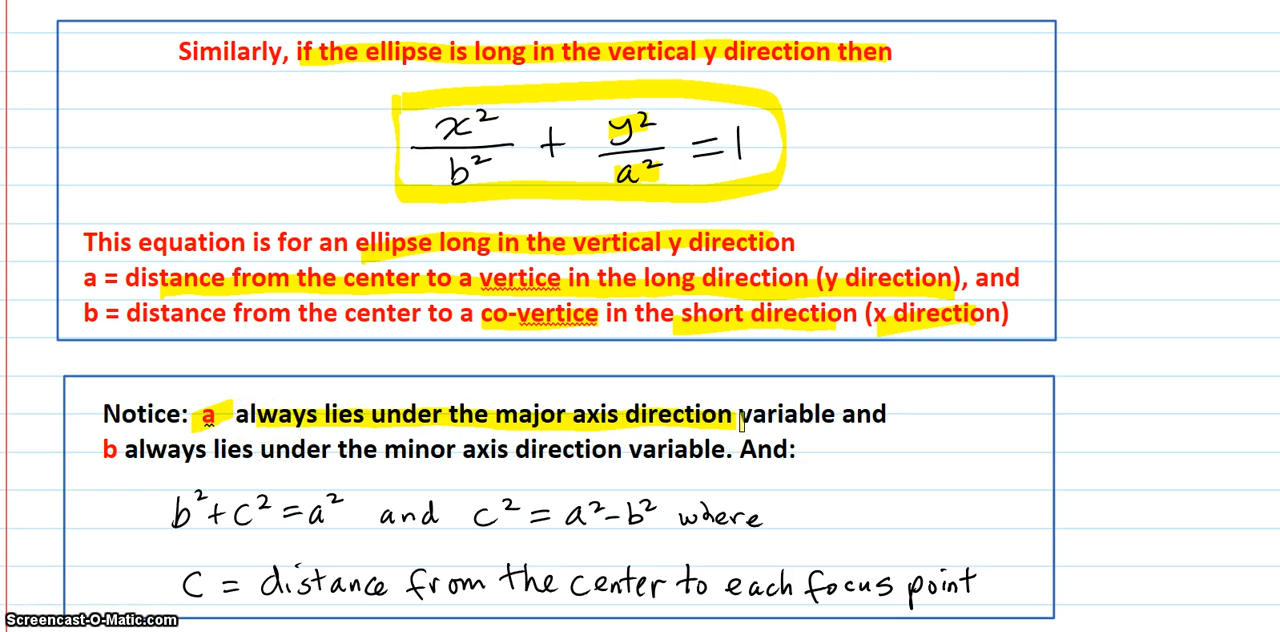 Similarly, if the ellipse is long in the vertical y direction then
x²/b² + y²/a² = 1
This equation is for an ellipse long in the vertical y direction
a = distance from the center to a vertice in the long direction (y direction), and
b = distance from the center to a co-vertice in the short direction (x direction)
Notice: a always lies under the major axis direction variable and
b always lies under the minor axis direction variable. And:
b² + c² = a² and c² = a² - b² where
C = distance from the center to each focus point
Screencast-O-Matic.com